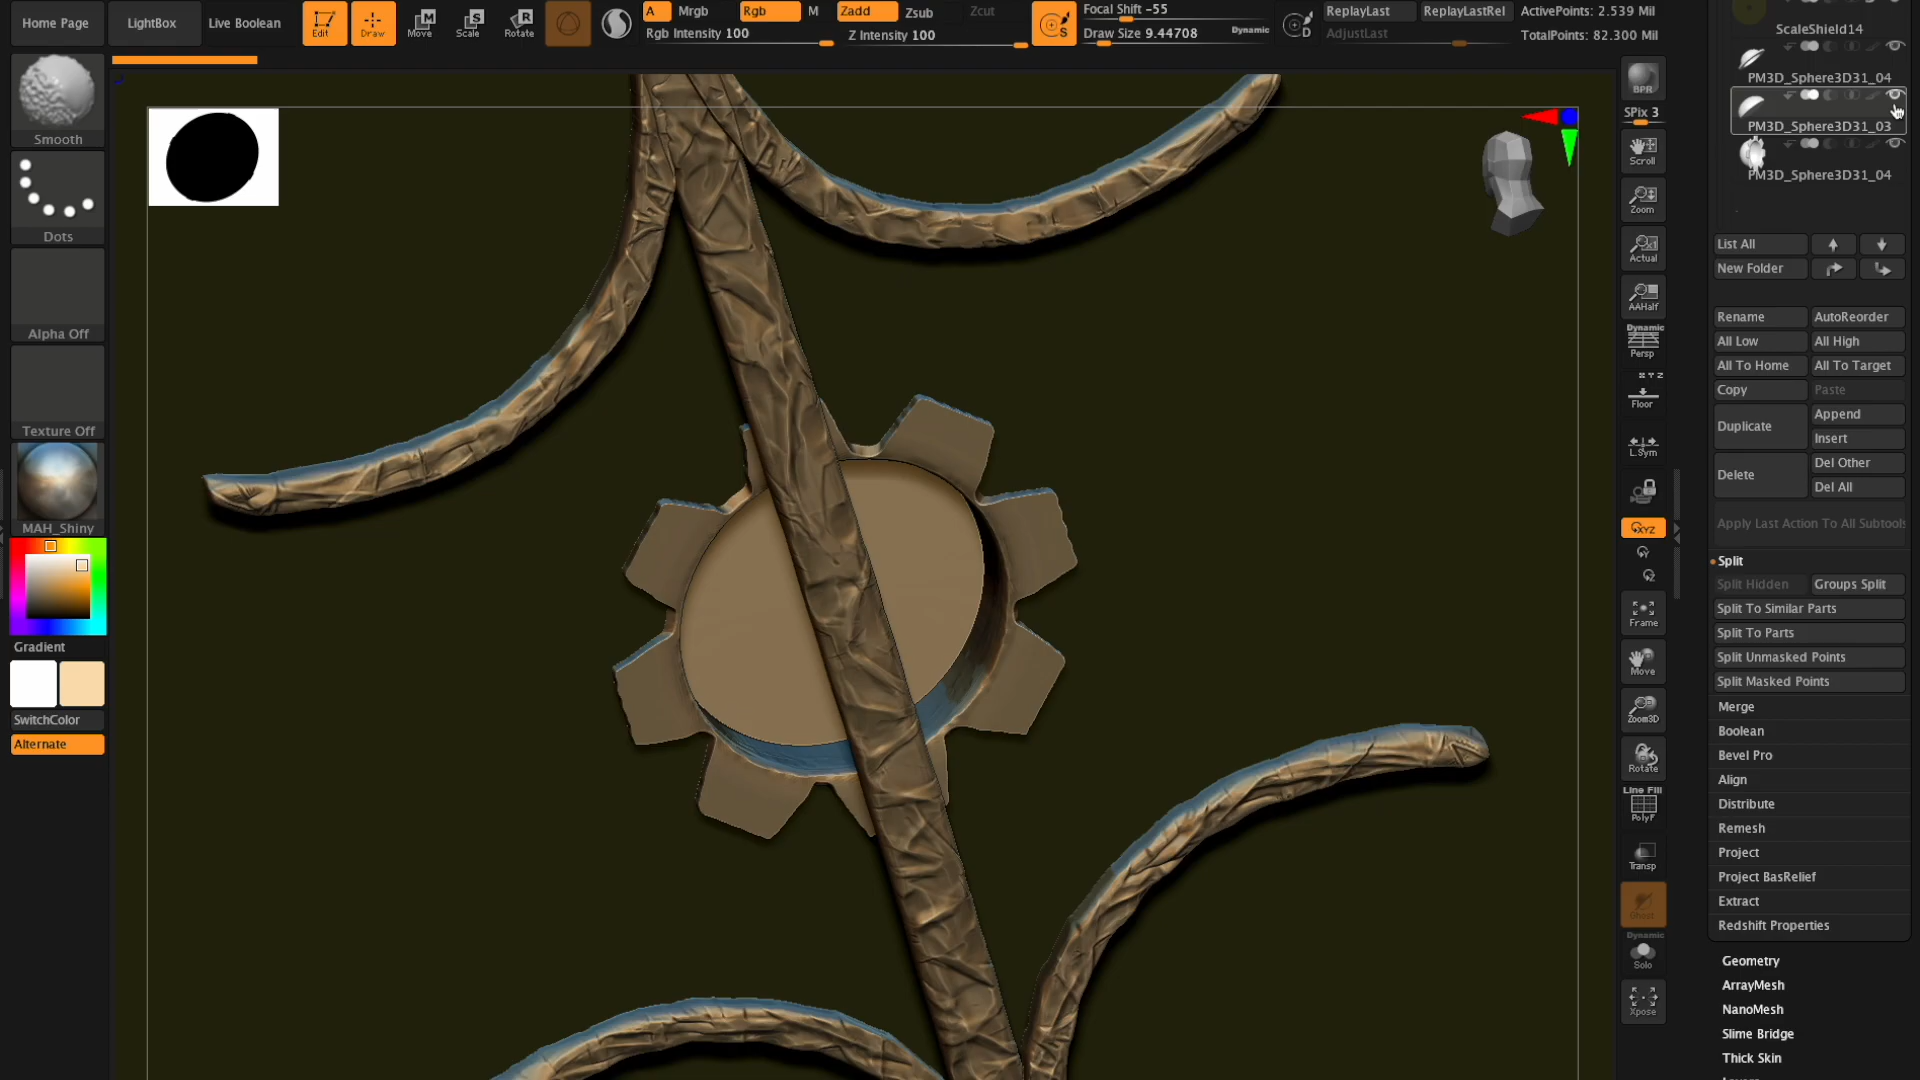 Home Page
LightBox
Live Boolean
Edit
Draw
Move
Scale
Rotate
A
Mrgb
Rgb
M
Zadd
Zsub
Zcut
Rgb Intensity 100
Z Intensity 100
Focal Shift -55
Draw Size 9.44708
Dynamic
ReplayLast
ReplayLastRel
AdjustLast
ActivePoints: 2.539 Mil
TotalPoints: 82.300 Mil
Smooth
Dots
Alpha Off
Texture Off
MAH_Shiny
Gradient
SwitchColor
Alternate
BPR
SPix 3
Scroll
Zoom
Actual
AAHalf
Dynamic
Persp
X Y Z
Floor
L.Sym
XYZ
Frame
Move
Zoom3D
Rotate
Line Fill
PolyF
Transp
Ghost
Dynamic
Solo
Xpose
ScaleShield14
PM3D_Sphere3D31_04
PM3D_Sphere3D31_03
PM3D_Sphere3D31_04
List All
New Folder
Rename
AutoReorder
All Low
All High
All To Home
All To Target
Copy
Paste
Duplicate
Append
Insert
Delete
Del Other
Del All
Apply Last Action To All Subtools
Split
Split Hidden
Groups Split
Split To Similar Parts
Split To Parts
Split Unmasked Points
Split Masked Points
Merge
Boolean
Bevel Pro
Align
Distribute
Remesh
Project
Project BasRelief
Extract
Redshift Properties
Geometry
ArrayMesh
NanoMesh
Slime Bridge
Thick Skin